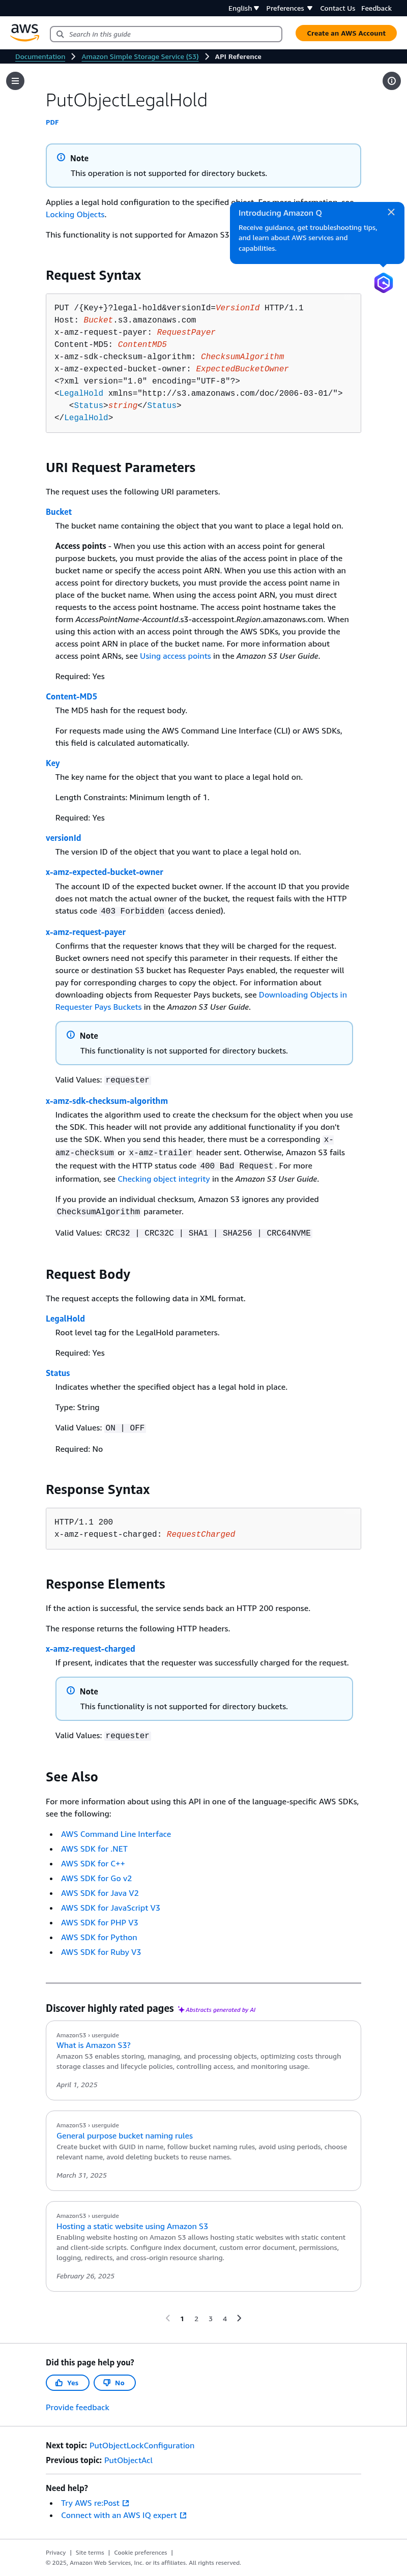 English
Preferences
Contact Us
Feedback
aws
Search in this guide
Create an AWS Account
Documentation
Amazon Simple Storage Service (S3)
API Reference
PutObjectLegalHold
PDF
Note
This operation is not supported for directory buckets.
Applies a legal hold configuration to the specified object. For more information, see
Locking Objects.
This functionality is not supported for Amazon S3
Introducing Amazon Q
Receive guidance, get troubleshooting tips,
and learn about AWS services and
capabilities.
Request Syntax
PUT /{Key+}?legal-hold&versionId=VersionId HTTP/1.1
Host: Bucket.s3.amazonaws.com
x-amz-request-payer: RequestPayer
Content-MD5: ContentMD5
x-amz-sdk-checksum-algorithm: ChecksumAlgorithm
x-amz-expected-bucket-owner: ExpectedBucketOwner
<?xml version="1.0" encoding="UTF-8"?>
<LegalHold xmlns="http://s3.amazonaws.com/doc/2006-03-01/">
<Status>string</Status>
</LegalHold>
URI Request Parameters
The request uses the following URI parameters.
Bucket
The bucket name containing the object that you want to place a legal hold on.
Access points - When you use this action with an access point for general
purpose buckets, you must provide the alias of the access point in place of the
bucket name or specify the access point ARN. When you use this action with an
access point for directory buckets, you must provide the access point name in
place of the bucket name. When using the access point ARN, you must direct
requests to the access point hostname. The access point hostname takes the
form AccessPointName-AccountId.s3-accesspoint.Region.amazonaws.com. When
using this action with an access point through the AWS SDKs, you provide the
access point ARN in place of the bucket name. For more information about
access point ARNs, see Using access points in the Amazon S3 User Guide.
Required: Yes
Content-MD5
The MD5 hash for the request body.
For requests made using the AWS Command Line Interface (CLI) or AWS SDKs,
this field is calculated automatically.
Key
The key name for the object that you want to place a legal hold on.
Length Constraints: Minimum length of 1.
Required: Yes
versionId
The version ID of the object that you want to place a legal hold on.
x-amz-expected-bucket-owner
The account ID of the expected bucket owner. If the account ID that you provide
does not match the actual owner of the bucket, the request fails with the HTTP
status code 403 Forbidden (access denied).
x-amz-request-payer
Confirms that the requester knows that they will be charged for the request.
Bucket owners need not specify this parameter in their requests. If either the
source or destination S3 bucket has Requester Pays enabled, the requester will
pay for corresponding charges to copy the object. For information about
downloading objects from Requester Pays buckets, see Downloading Objects in
Requester Pays Buckets in the Amazon S3 User Guide.
Note
This functionality is not supported for directory buckets.
Valid Values: requester
x-amz-sdk-checksum-algorithm
Indicates the algorithm used to create the checksum for the object when you use
the SDK. This header will not provide any additional functionality if you don't
use the SDK. When you send this header, there must be a corresponding x-
amz-checksum or x-amz-trailer header sent. Otherwise, Amazon S3 fails
the request with the HTTP status code 400 Bad Request. For more
information, see Checking object integrity in the Amazon S3 User Guide.
If you provide an individual checksum, Amazon S3 ignores any provided
ChecksumAlgorithm parameter.
Valid Values: CRC32 | CRC32C | SHA1 | SHA256 | CRC64NVME
Request Body
The request accepts the following data in XML format.
LegalHold
Root level tag for the LegalHold parameters.
Required: Yes
Status
Indicates whether the specified object has a legal hold in place.
Type: String
Valid Values: ON | OFF
Required: No
Response Syntax
HTTP/1.1 200
x-amz-request-charged: RequestCharged
Response Elements
If the action is successful, the service sends back an HTTP 200 response.
The response returns the following HTTP headers.
x-amz-request-charged
If present, indicates that the requester was successfully charged for the request.
Note
This functionality is not supported for directory buckets.
Valid Values: requester
See Also
For more information about using this API in one of the language-specific AWS SDKs,
see the following:
• AWS Command Line Interface
• AWS SDK for .NET
• AWS SDK for C++
• AWS SDK for Go v2
• AWS SDK for Java V2
• AWS SDK for JavaScript V3
• AWS SDK for PHP V3
• AWS SDK for Python
• AWS SDK for Ruby V3
Discover highly rated pages Abstracts generated by AI
AmazonS3 › userguide
What is Amazon S3?
Amazon S3 enables storing, managing, and processing objects, optimizing costs through
storage classes and lifecycle policies, controlling access, and monitoring usage.
April 1, 2025
AmazonS3 › userguide
General purpose bucket naming rules
Create bucket with GUID in name, follow bucket naming rules, avoid using periods, choose
relevant name, avoid deleting buckets to reuse names.
March 31, 2025
AmazonS3 › userguide
Hosting a static website using Amazon S3
Enabling website hosting on Amazon S3 allows hosting static websites with static content
and client-side scripts. Configure index document, custom error document, permissions,
logging, redirects, and cross-origin resource sharing.
February 26, 2025
1 2 3 4
Did this page help you?
Yes
No
Provide feedback
Next topic: PutObjectLockConfiguration
Previous topic: PutObjectAcl
Need help?
• Try AWS re:Post
• Connect with an AWS IQ expert
Privacy | Site terms | Cookie preferences |
© 2025, Amazon Web Services, Inc. or its affiliates. All rights reserved.